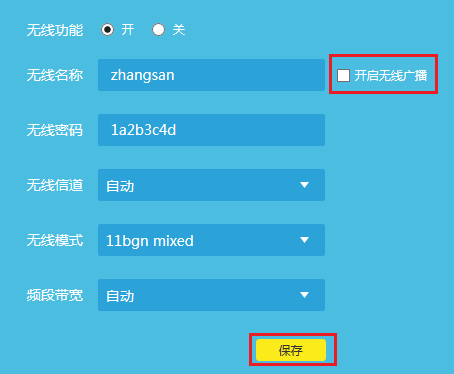 无线功能 开 关
无线名称 zhangsan 开启无线广播
无线密码 1a2b3c4d
无线信道 自动
无线模式 11bgn mixed
频段带宽 自动
保存